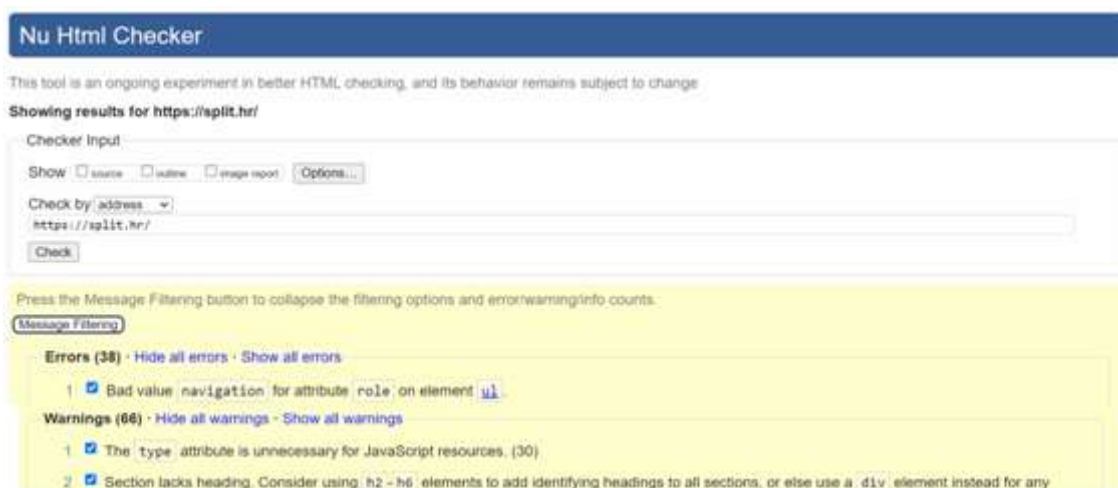 Nu Html Checker
This tool is an ongoing experiment in better HTML checking, and its behavior remains subject to change
Showing results for https://split.hr/
Checker Input
Show source outline image report Options...
Check by address
https://split.hr/
Check
Press the Message Filtering button to collapse the filtering options and error/warning/info counts.
Message Filtering
Errors (38) · Hide all errors · Show all errors
1 Bad value navigation for attribute role on element ul.
Warnings (66) · Hide all warnings · Show all warnings
1 The type attribute is unnecessary for JavaScript resources. (30)
2 Section lacks heading. Consider using h2-h6 elements to add identifying headings to all sections, or else use a div element instead for any